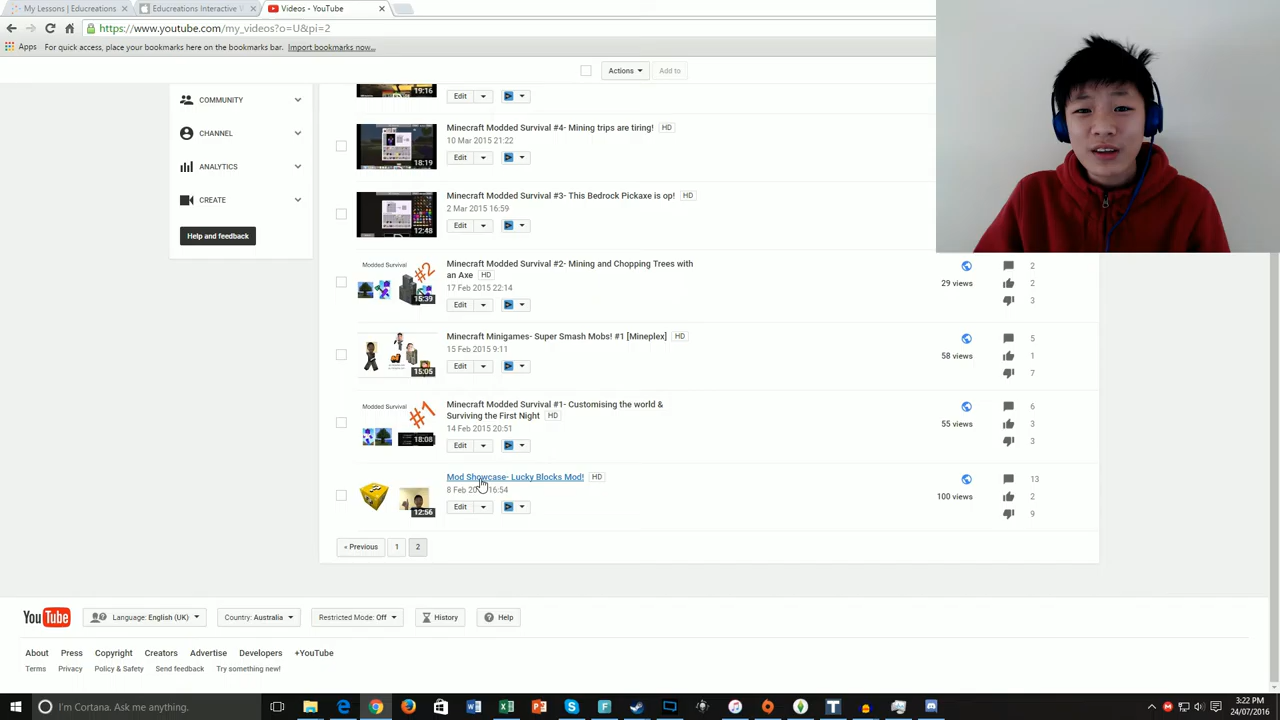 My Lessons | Educreations
Educreations Interactive V
Videos - YouTube
https://www.youtube.com/my_videos?o=U&pi=2
Apps
For quick access, place your bookmarks here on the bookmarks bar. Import bookmarks now...
Actions
Add to
COMMUNITY
CHANNEL
ANALYTICS
CREATE
Help and feedback
19:16
Edit
Minecraft Modded Survival #4- Mining trips are tiring! HD
10 Mar 2015 21:22
18:19
Edit
Minecraft Modded Survival #3- This Bedrock Pickaxe is op! HD
2 Mar 2015 16:59
12:48
Edit
Modded Survival
#2
15:39
Minecraft Modded Survival #2- Mining and Chopping Trees with
an Axe HD
17 Feb 2015 22:14
Edit
29 views
2
2
3
15:05
Minecraft Minigames- Super Smash Mobs! #1 [Mineplex] HD
15 Feb 2015 9:11
Edit
58 views
5
1
7
Modded Survival
#1
18:08
Minecraft Modded Survival #1- Customising the world &
Surviving the First Night HD
14 Feb 2015 20:51
Edit
55 views
6
3
3
12:56
Mod Showcase- Lucky Blocks Mod! HD
8 Feb 16:54
Edit
100 views
13
2
9
« Previous 1 2
YouTube
Language: English (UK)
Country: Australia
Restricted Mode: Off
History
Help
About Press Copyright Creators Advertise Developers +YouTube
Terms Privacy Policy & Safety Send feedback Try something new!
I'm Cortana. Ask me anything.
3:22 PM
24/07/2016